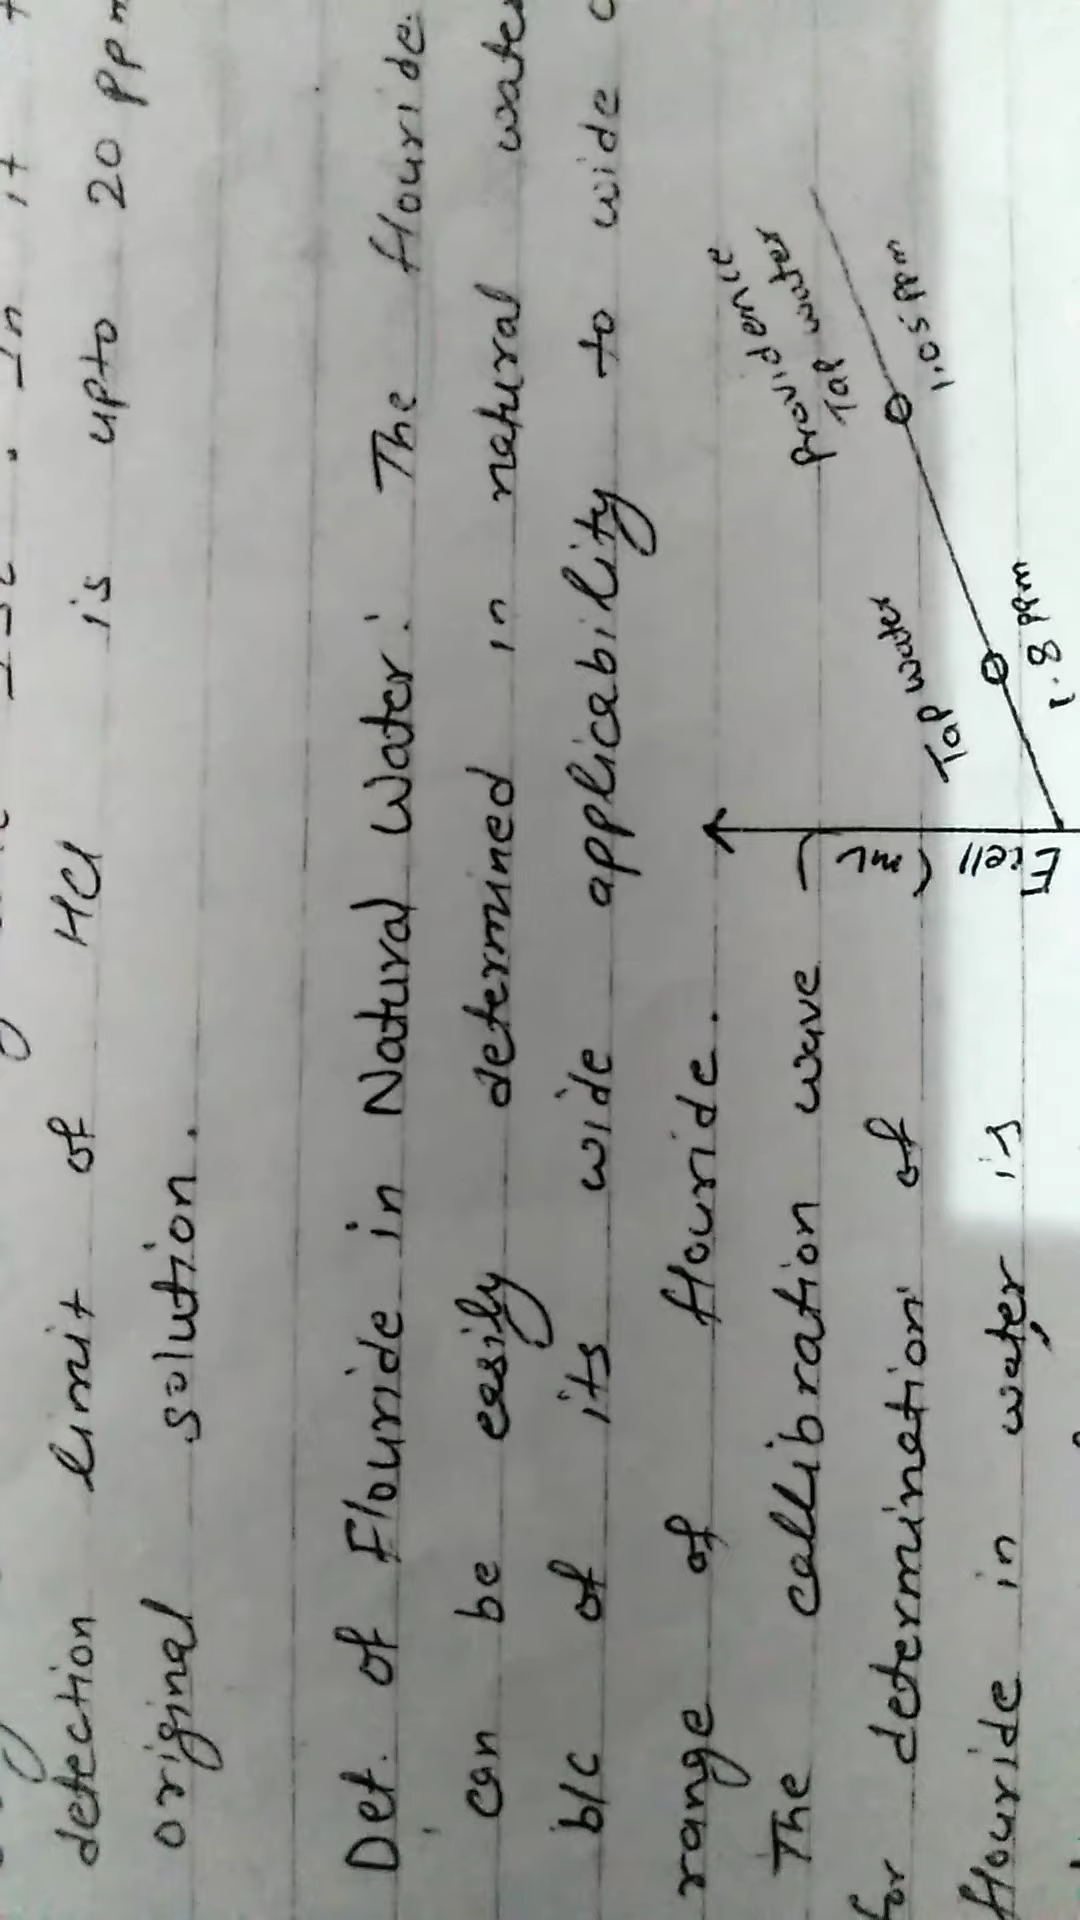 detection limit of HCl is upto 20 ppm
original solution.
Det. of Flouride in Natural Water: The flouride
can be easily determined in natural water
b/c of its wide applicability to wide
range of flouride.
The callibration wave
for determination of
flouride in water is
Ecell
Tap water
1.8 ppm
providence
Tap water
1.05 ppm